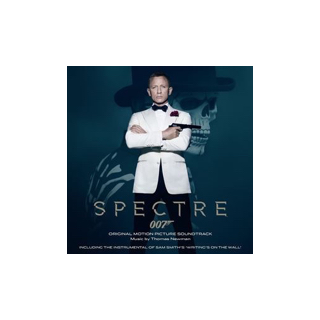 SPECTRE
007
ORIGINAL MOTION PICTURE SOUNDTRACK
Music by Thomas Newman
INCLUDING THE INSTRUMENTAL OF SAM SMITH'S 'WRITING'S ON THE WALL'